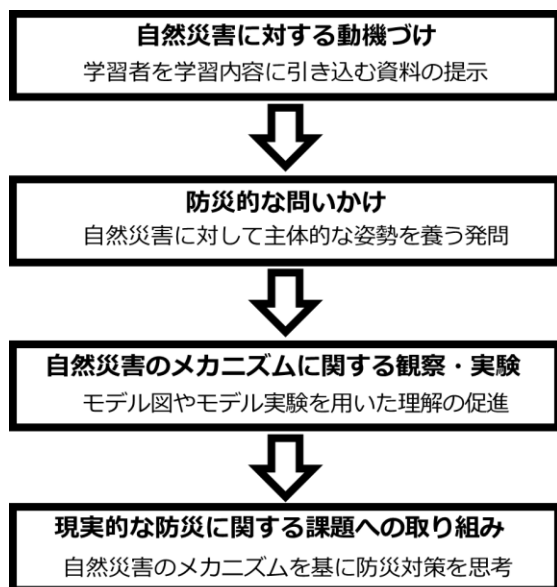 自然災害に対する動機づけ
学習者を学習内容に引き込む資料の提示
防災的な問いかけ
自然災害に対して主体的な姿勢を養う発問
自然災害のメカニズムに関する観察・実験
モデル図やモデル実験を用いた理解の促進
現実的な防災に関する課題への取り組み
自然災害のメカニズムを基に防災対策を思考